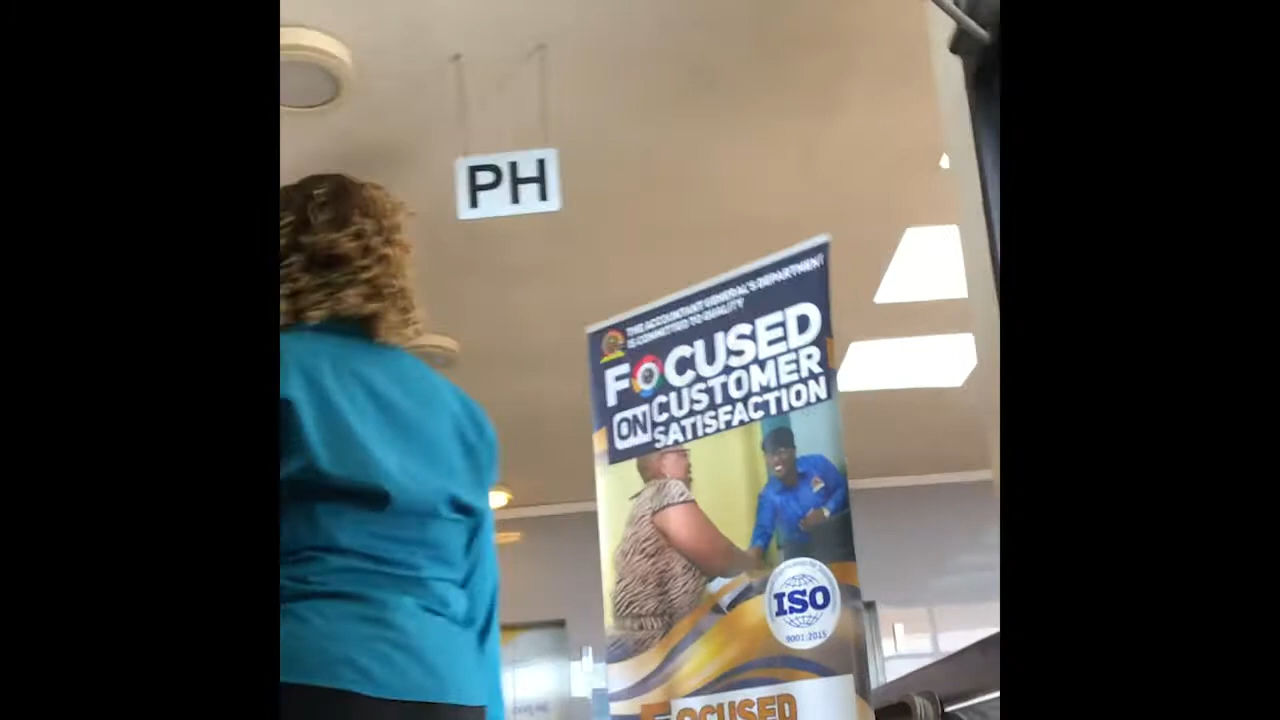 PH
THE ACCOUNTANT GENERAL'S DEPARTMENT
IS COMMITTED TO QUALITY
FOCUSED
ON CUSTOMER
SATISFACTION
ISO
9001:2015
FOCUSED